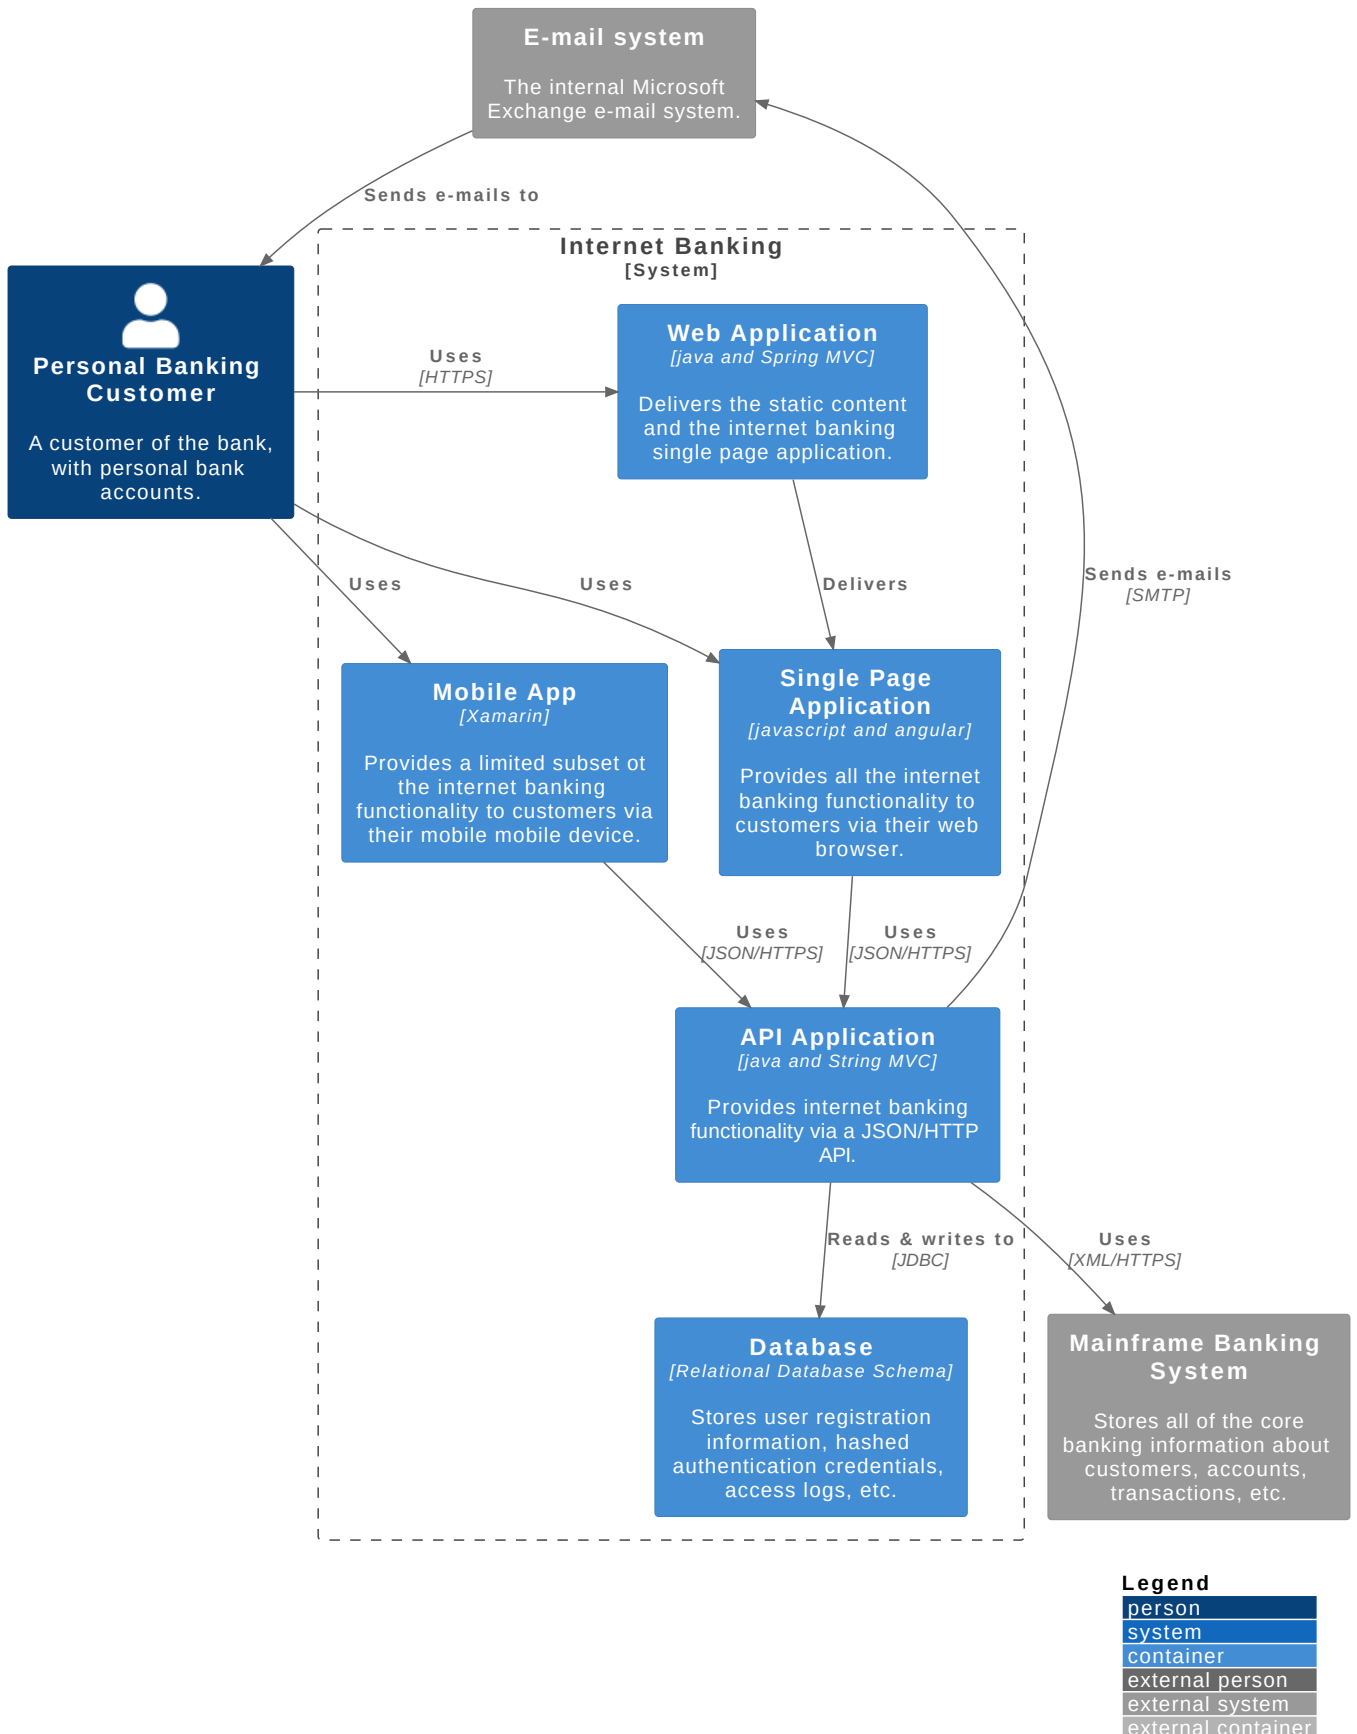 E-mail system
The internal Microsoft
Exchange e-mail system.
Sends e-mails to
Internet Banking
[System]
Personal Banking
Customer
A customer of the bank,
with personal bank
accounts.
Uses
[HTTPS]
Web Application
[java and Spring MVC]
Delivers the static content
and the internet banking
single page application.
Uses
Uses
Delivers
Sends e-mails
[SMTP]
Mobile App
[Xamarin]
Provides a limited subset ot
the internet banking
functionality to customers via
their mobile mobile device.
Single Page
Application
[javascript and angular]
Provides all the internet
banking functionality to
customers via their web
browser.
Uses
[JSON/HTTPS]
Uses
[JSON/HTTPS]
API Application
[java and String MVC]
Provides internet banking
functionality via a JSON/HTTP
API.
Reads & writes to
[JDBC]
Uses
[XML/HTTPS]
Database
[Relational Database Schema]
Stores user registration
information, hashed
authentication credentials,
access logs, etc.
Mainframe Banking
System
Stores all of the core
banking information about
customers, accounts,
transactions, etc.
Legend
person
system
container
external person
external system
external container